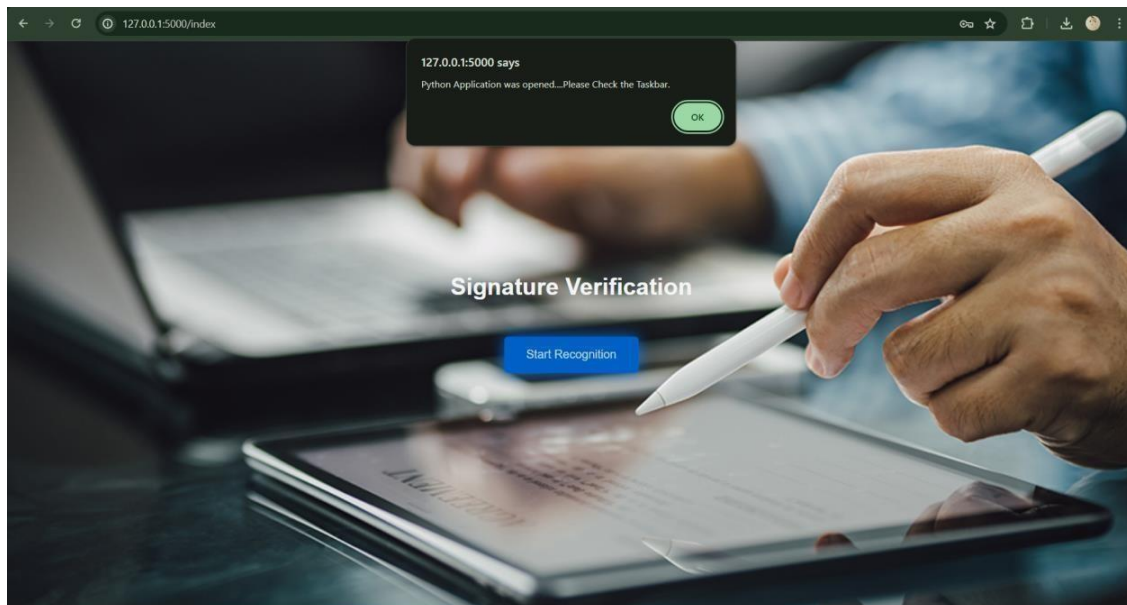 127.0.0.1:5000/index
127.0.0.1:5000 says
Python Application was opened....Please Check the Taskbar.
OK
Signature Verification
Start Recognition
AGREEMENT